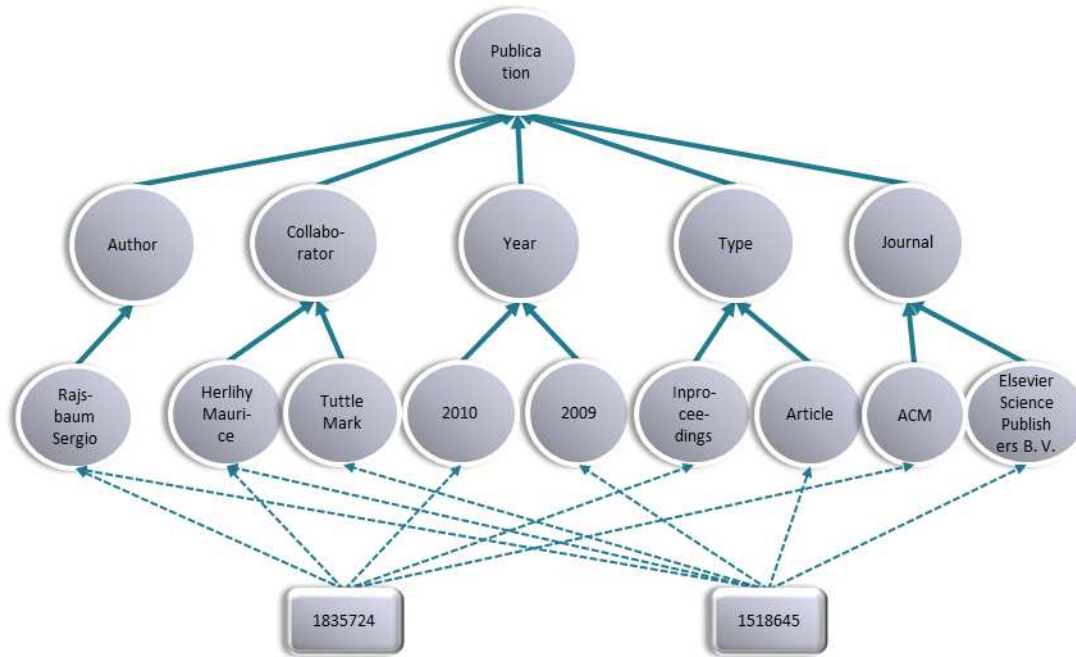 Publica
tion
Author
Collabo-
rator
Year
Type
Journal
Rajs-
baum
Sergio
Herlihy
Mauri-
ce
Tuttle
Mark
2010
2009
Inpro-
cee-
dings
Article
ACM
Elsevier
Science
Publish
ers B. V.
1835724
1518645